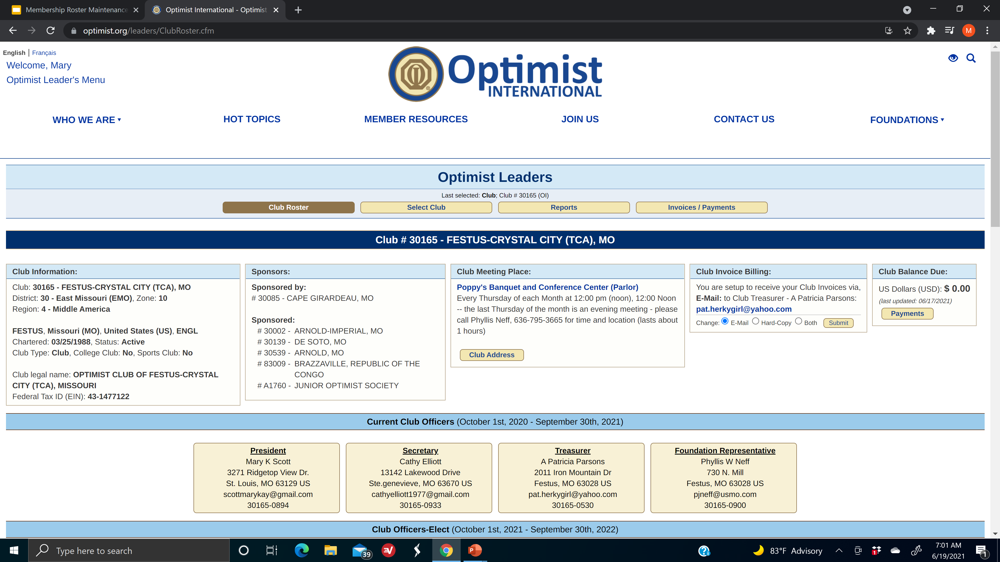 Membership Roster Maintenance
Optimist International - Optimist
optimist.org/leaders/ClubRoster.cfm
M
English | Français
Welcome, Mary
Optimist Leader's Menu
Optimist
INTERNATIONAL
WHO WE ARE
HOT TOPICS
MEMBER RESOURCES
JOIN US
CONTACT US
FOUNDATIONS
Optimist Leaders
Last selected: Club; Club # 30165 (OI)
Club Roster
Select Club
Reports
Invoices / Payments
Club # 30165 - FESTUS-CRYSTAL CITY (TCA), MO
Club Information:
Club: 30165 - FESTUS-CRYSTAL CITY (TCA), MO
District: 30 - East Missouri (EMO), Zone: 10
Region: 4 - Middle America
FESTUS, Missouri (MO), United States (US), ENGL
Chartered: 03/25/1988, Status: Active
Club Type: Club, College Club: No, Sports Club: No
Club legal name: OPTIMIST CLUB OF FESTUS-CRYSTAL
CITY (TCA), MISSOURI
Federal Tax ID (EIN): 43-1477122
Sponsors:
Sponsored by:
# 30085 - CAPE GIRARDEAU, MO
Sponsored:
# 30002 - ARNOLD-IMPERIAL, MO
# 30139 - DE SOTO, MO
# 30539 - ARNOLD, MO
# 83009 - BRAZZAVILLE, REPUBLIC OF THE
CONGO
# A1760 - JUNIOR OPTIMIST SOCIETY
Club Meeting Place:
Poppy's Banquet and Conference Center (Parlor)
Every Thursday of each Month at 12:00 pm (noon), 12:00 Noon
-- the last Thursday of the month is an evening meeting - please
call Phyllis Neff, 636-795-3665 for time and location (lasts about
1 hours)
Club Address
Club Invoice Billing:
You are setup to receive your Club Invoices via,
E-Mail: to Club Treasurer - A Patricia Parsons:
pat.herkygirl@yahoo.com
Change: E-Mail Hard-Copy Both Submit
Club Balance Due:
US Dollars (USD): $ 0.00
(last updated: 06/17/2021)
Payments
Current Club Officers (October 1st, 2020 - September 30th, 2021)
President
Mary K Scott
3271 Ridgetop View Dr.
St. Louis, MO 63129 US
scottmarykay@gmail.com
30165-0894
Secretary
Cathy Elliott
13142 Lakewood Drive
Ste.genevieve, MO 63670 US
cathyelliott1977@gmail.com
30165-0933
Treasurer
A Patricia Parsons
2011 Iron Mountain Dr
Festus, MO 63028 US
pat.herkygirl@yahoo.com
30165-0530
Foundation Representative
Phyllis W Neff
730 N. Mill
Festus, MO 63028 US
pjneff@usmo.com
30165-0900
Club Officers-Elect (October 1st, 2021 - September 30th, 2022)
Type here to search
39
83°F Advisory
1
7:01 AM
6/19/2021
1